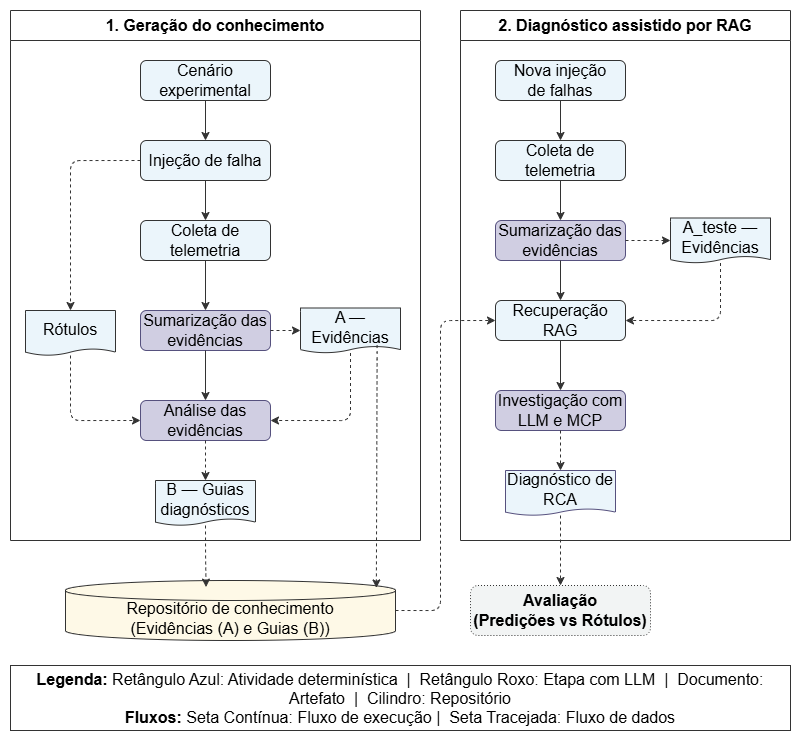 1. Geração do conhecimento
Cenário
experimental
Injeção de falha
Coleta de
telemetria
Rótulos
Sumarização das
evidências
A —
Evidências
Análise das
evidências
B — Guias
diagnósticos
Repositório de conhecimento
(Evidências (A) e Guias (B))
2. Diagnóstico assistido por RAG
Nova injeção
de falhas
Coleta de
telemetria
Sumarização das
evidências
A_teste —
Evidências
Recuperação
RAG
Investigação com
LLM e MCP
Diagnóstico de
RCA
Avaliação
(Predições vs Rótulos)
Legenda: Retângulo Azul: Atividade determinística | Retângulo Roxo: Etapa com LLM | Documento:
Artefato | Cilindro: Repositório
Fluxos: Seta Contínua: Fluxo de execução | Seta Tracejada: Fluxo de dados